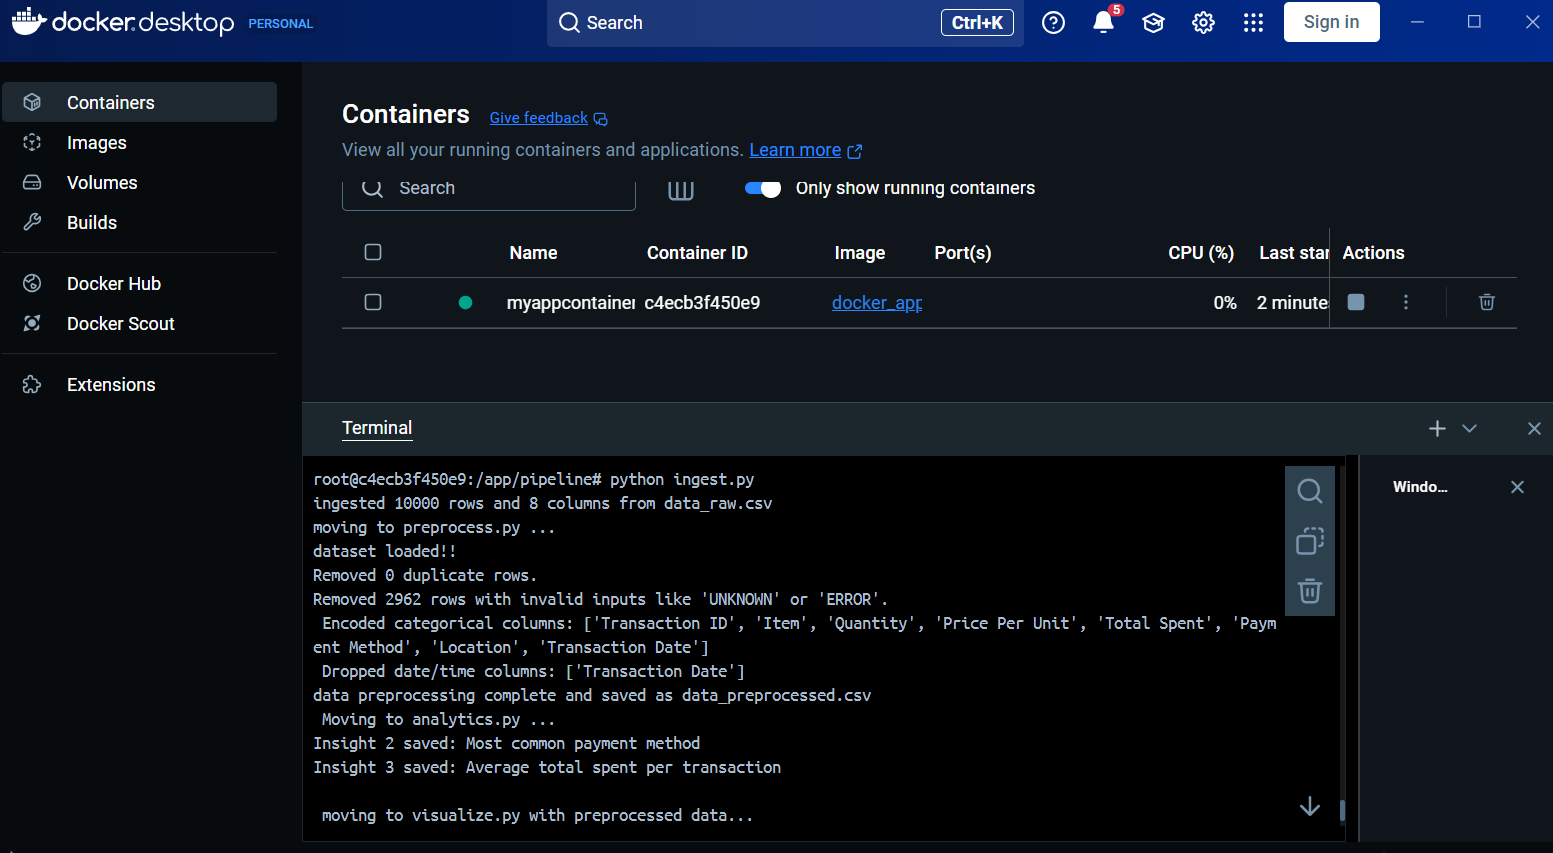 docker.desktop PERSONAL
Search Ctrl+K
5
Sign in
Containers
Images
Volumes
Builds
Docker Hub
Docker Scout
Extensions
Containers Give feedback
View all your running containers and applications. Learn more
Search Only show running containers
Name Container ID Image Port(s) CPU (%) Last star Actions
myappcontainer c4ecb3f450e9 docker_app 0% 2 minute
Terminal
Windo...
root@c4ecb3f450e9:/app/pipeline# python ingest.py
ingested 10000 rows and 8 columns from data_raw.csv
moving to preprocess.py ...
dataset loaded!!
Removed 0 duplicate rows.
Removed 2962 rows with invalid inputs like 'UNKNOWN' or 'ERROR'.
Encoded categorical columns: ['Transaction ID', 'Item', 'Quantity', 'Price Per Unit', 'Total Spent', 'Paym
ent Method', 'Location', 'Transaction Date']
Dropped date/time columns: ['Transaction Date']
data preprocessing complete and saved as data_preprocessed.csv
Moving to analytics.py ...
Insight 2 saved: Most common payment method
Insight 3 saved: Average total spent per transaction
moving to visualize.py with preprocessed data...